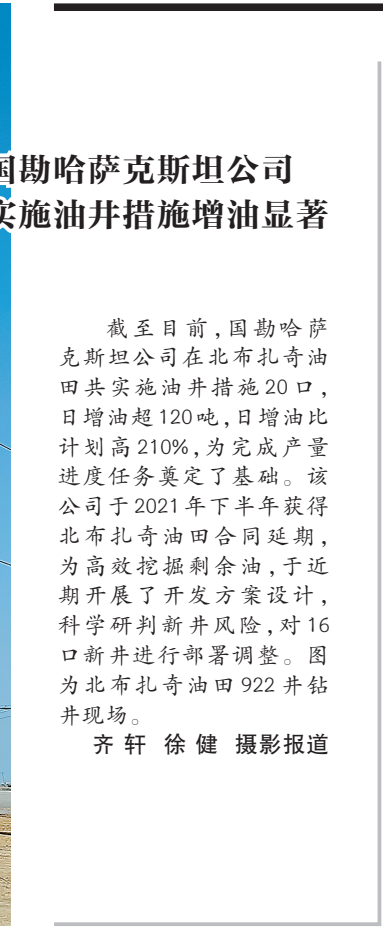 国勘哈萨克斯坦公司
实施油井措施增油显著
截至目前,国勘哈萨
克斯坦公司在北布扎奇油
田共实施油井措施20口,
日增油超120吨,日增油比
计划高210%,为完成产量
进度任务奠定了基础。该
公司于2021年下半年获得
北布扎奇油田合同延期,
为高效挖掘剩余油,于近
期开展了开发方案设计,
科学研判新井风险,对16
口新井进行部署调整。图
为北布扎奇油田922井钻
井现场。
齐轩 徐健 摄影报道